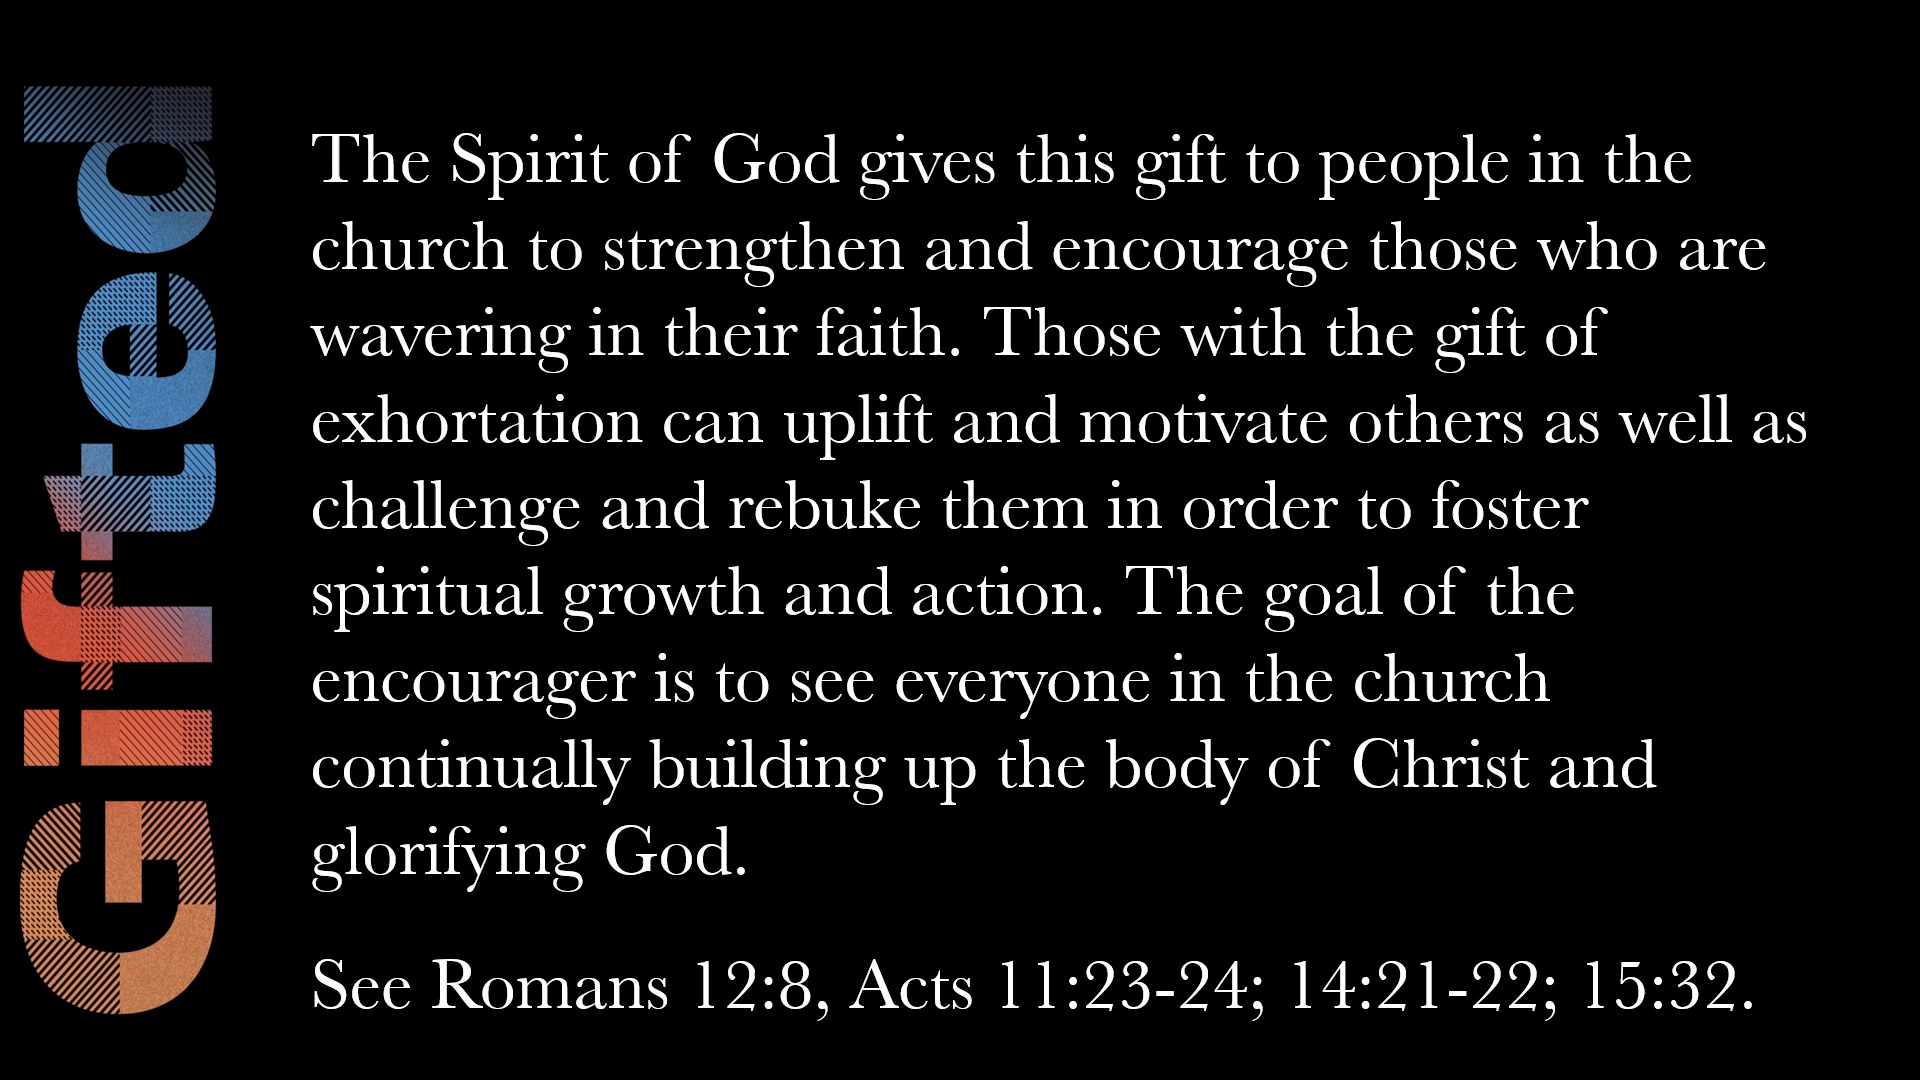 Gifted
The Spirit of God gives this gift to people in the
church to strengthen and encourage those who are
wavering in their faith. Those with the gift of
exhortation can uplift and motivate others as well as
challenge and rebuke them in order to foster
spiritual growth and action. The goal of the
encourager is to see everyone in the church
continually building up the body of Christ and
glorifying God.
See Romans 12:8, Acts 11:23-24; 14:21-22; 15:32.